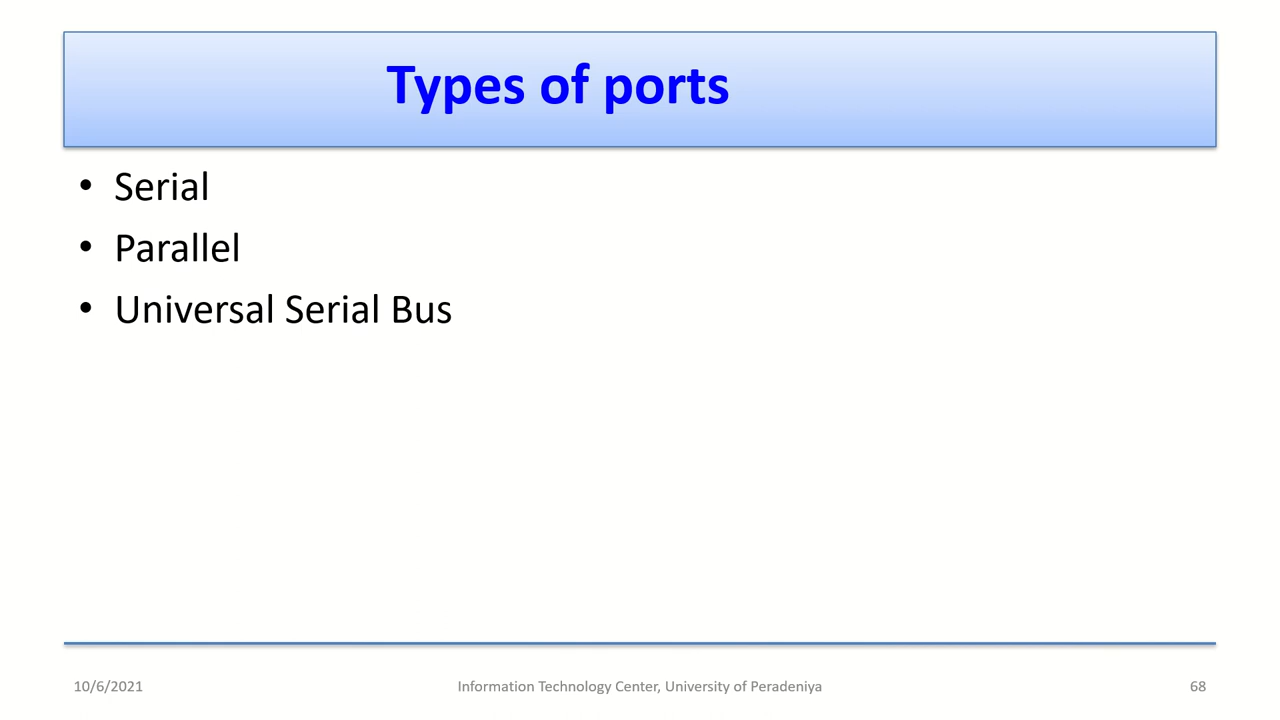 Types of ports
• Serial
• Parallel
• Universal Serial Bus
10/6/2021
Information Technology Center, University of Peradeniya
68